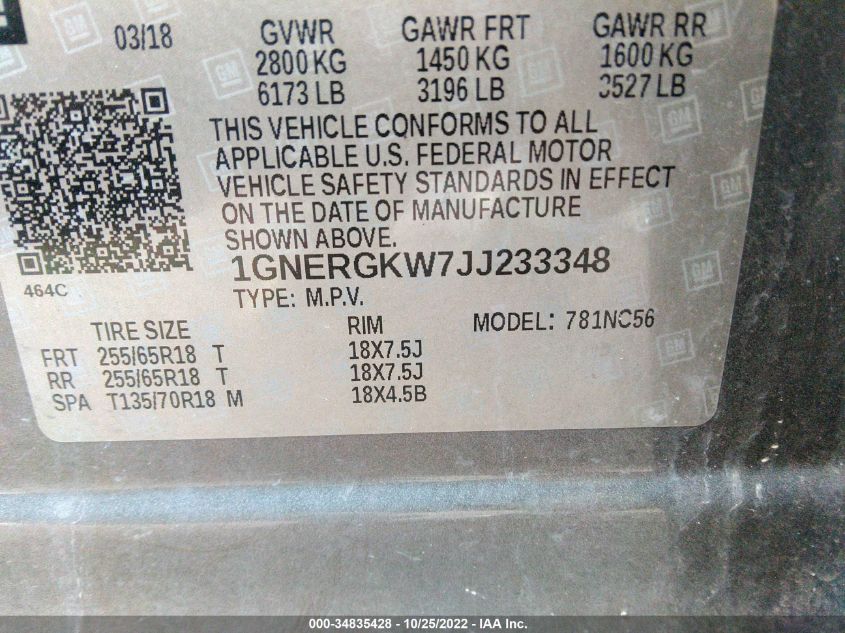 03/18 GVWR GAWR FRT GAWR RR
2800 KG 1450 KG 1600 KG
6173 LB 3196 LB 3527 LB
THIS VEHICLE CONFORMS TO ALL
APPLICABLE U.S. FEDERAL MOTOR
VEHICLE SAFETY STANDARDS IN EFFECT
ON THE DATE OF MANUFACTURE
SHOWN ABOVE.
1GNERGKW7JJ233348
464C
TYPE: M.P.V.
TIRE SIZE RIM MODEL: 781NC56
FRT 255/65R18 T 18X7.5J
RR 255/65R18 T 18X7.5J
SPA T135/70R18 M 18X4.5B
000-34835428 - 10/25/2022 - IAA Inc.